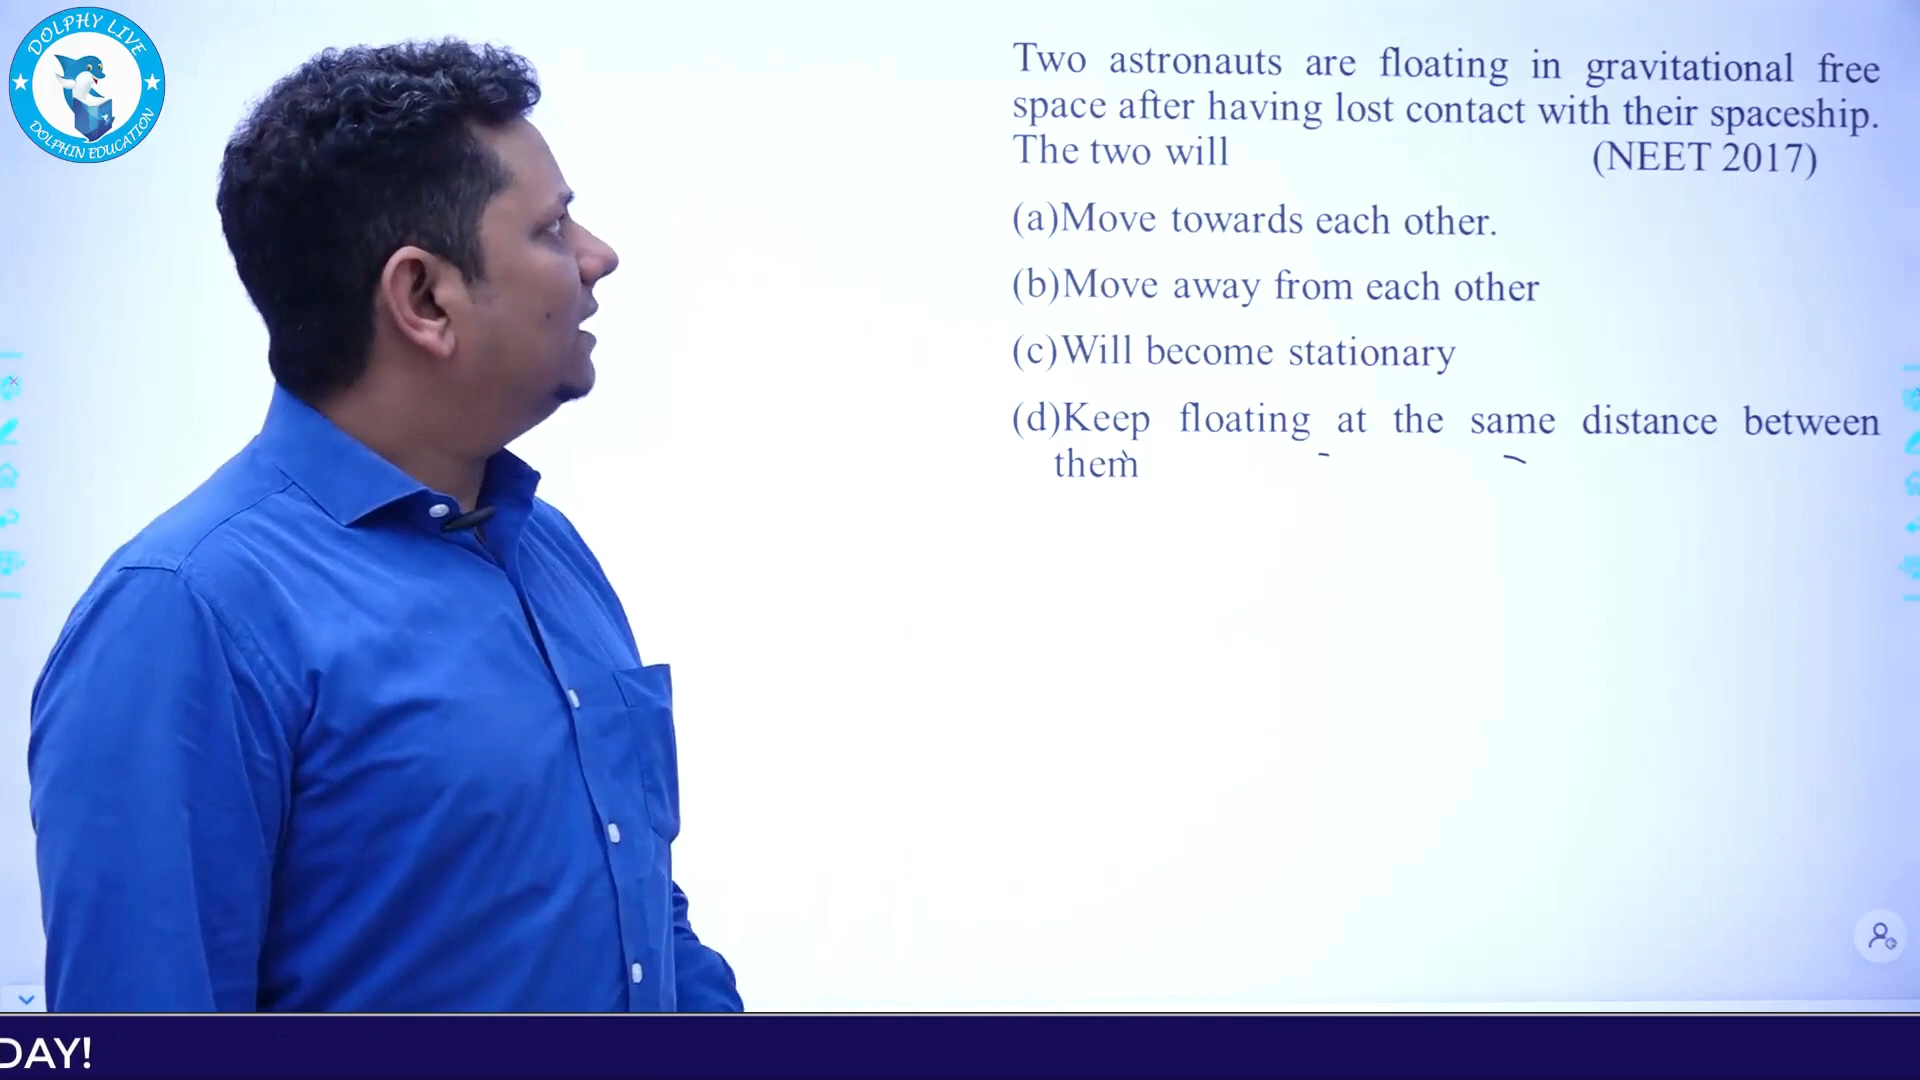 DOLPHY LIVE
DOLPHIN EDUCATION
Two astronauts are floating in gravitational free
space after having lost contact with their spaceship.
The two will (NEET 2017)
(a)Move towards each other.
(b)Move away from each other
(c)Will become stationary
(d)Keep floating at the same distance between
them
DAY!